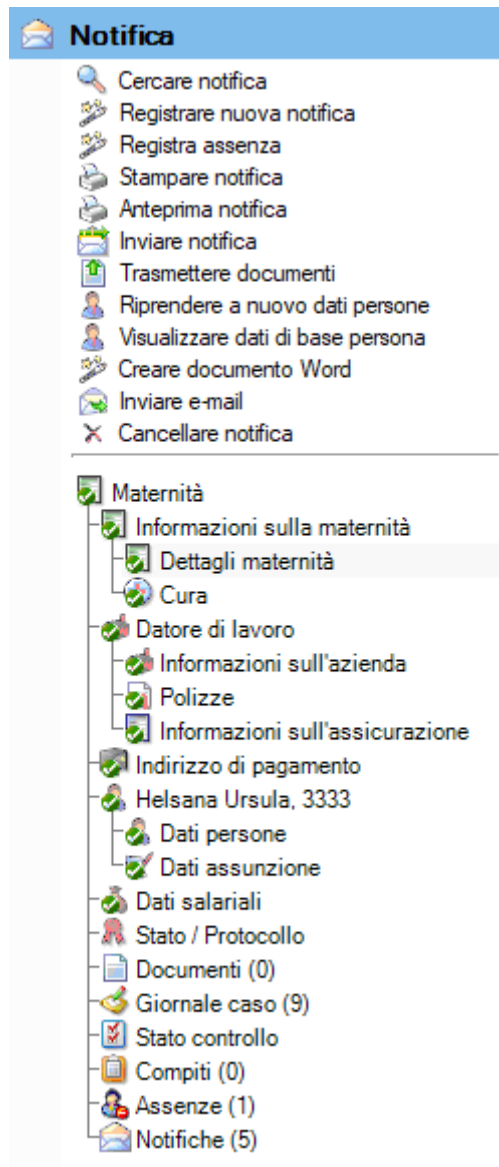 Notifica
Cercare notifica
Registrare nuova notifica
Registra assenza
Stampare notifica
Anteprima notifica
Inviare notifica
Trasmettere documenti
Riprendere a nuovo dati persone
Visualizzare dati di base persona
Creare documento Word
Inviare e-mail
Cancellare notifica
Maternità
Informazioni sulla maternità
Dettagli maternità
Cura
Datore di lavoro
Informazioni sull'azienda
Polizze
Informazioni sull'assicurazione
Indirizzo di pagamento
Helsana Ursula, 3333
Dati persone
Dati assunzione
Dati salariali
Stato / Protocollo
Documenti (0)
Giornale caso (9)
Stato controllo
Compiti (0)
Assenze (1)
Notifiche (5)